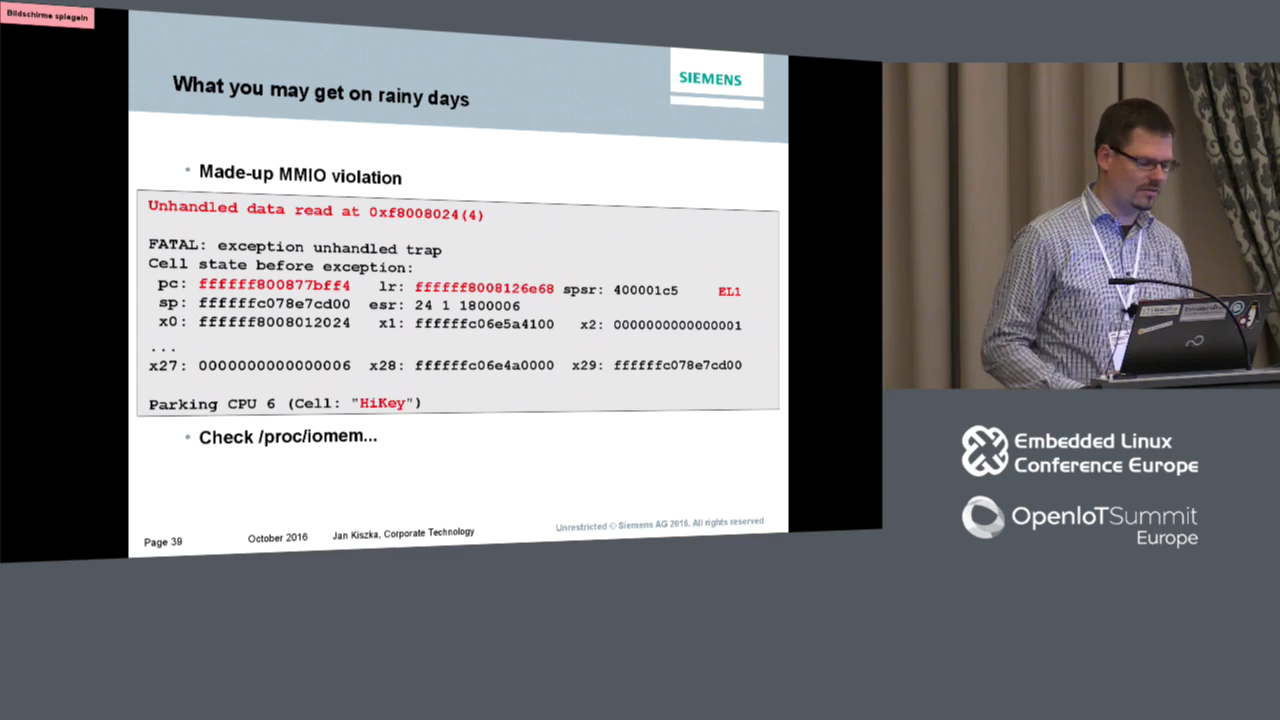 Bildschirme spiegeln
What you may get on rainy days
SIEMENS
Made-up MMIO violation
Unhandled data read at 0xf8008024(4)
FATAL: exception unhandled trap
Cell state before exception:
pc: ffffff800877bff4 lr: ffffff8008126e68 spsr: 400001c5 EL1
sp: ffffffc078e7cd00 esr: 24 1 1800006
x0: ffffff8008012024 x1: ffffffc06e5a4100 x2: 0000000000000001
...
x27: 0000000000000006 x28: ffffffc06e4a0000 x29: ffffffc078e7cd00
Parking CPU 6 (Cell: "HiKey")
Check /proc/iomem...
Page 39 October 2016 Jan Kiszka, Corporate Technology Unrestricted © Siemens AG 2016. All rights reserved
Embedded Linux
Conference Europe
OpenIoTSummit
Europe